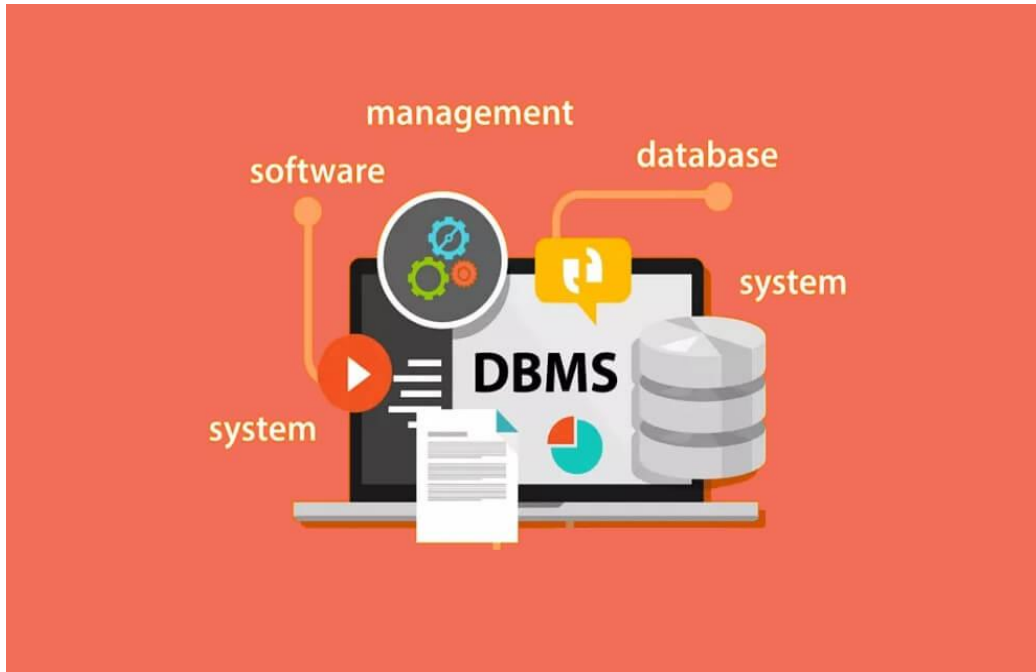 management
database
software
system
DBMS
system